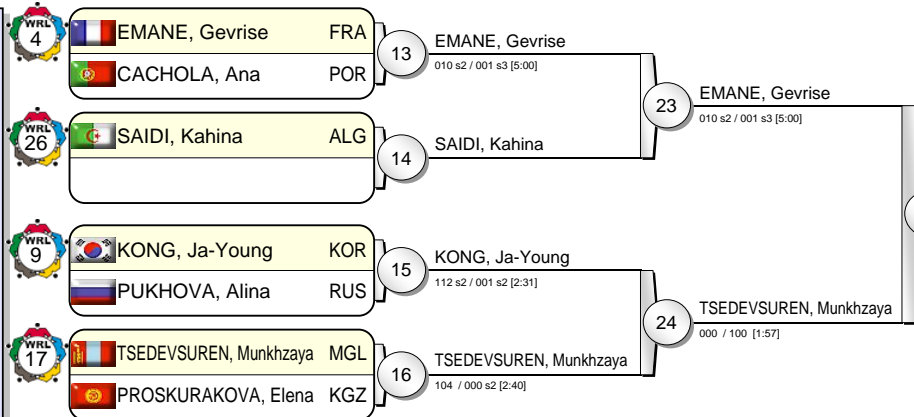 WRL
4
EMANE, Gevrise FRA
CACHOLA, Ana POR
13
EMANE, Gevrise
010 s2 / 001 s3 [5:00]
WRL
26
SAIDI, Kahina ALG
14
SAIDI, Kahina
23
EMANE, Gevrise
010 s2 / 001 s3 [5:00]
WRL
9
KONG, Ja-Young KOR
PUKHOVA, Alina RUS
15
KONG, Ja-Young
112 s2 / 001 s2 [2:31]
WRL
17
TSEDEVSUREN, Munkhzaya MGL
PROSKURAKOVA, Elena KGZ
16
TSEDEVSUREN, Munkhzaya
104 / 000 s2 [2:40]
24
TSEDEVSUREN, Munkhzaya
000 / 100 [1:57]